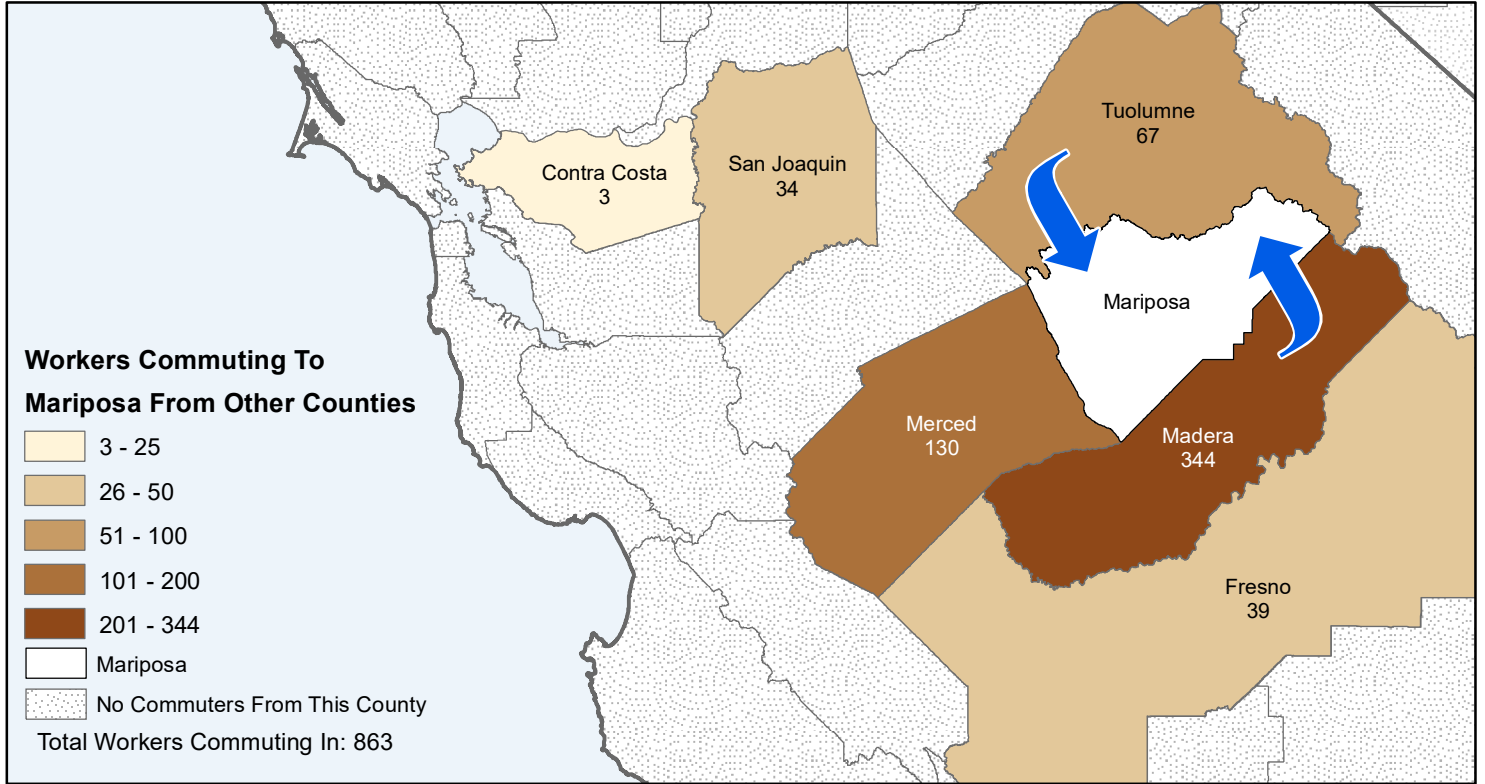 Tuolumne
67
Contra Costa
3
San Joaquin
34
Mariposa
Merced
130
Madera
344
Fresno
39
Workers Commuting To
Mariposa From Other Counties
3 - 25
26 - 50
51 - 100
101 - 200
201 - 344
Mariposa
No Commuters From This County
Total Workers Commuting In: 863